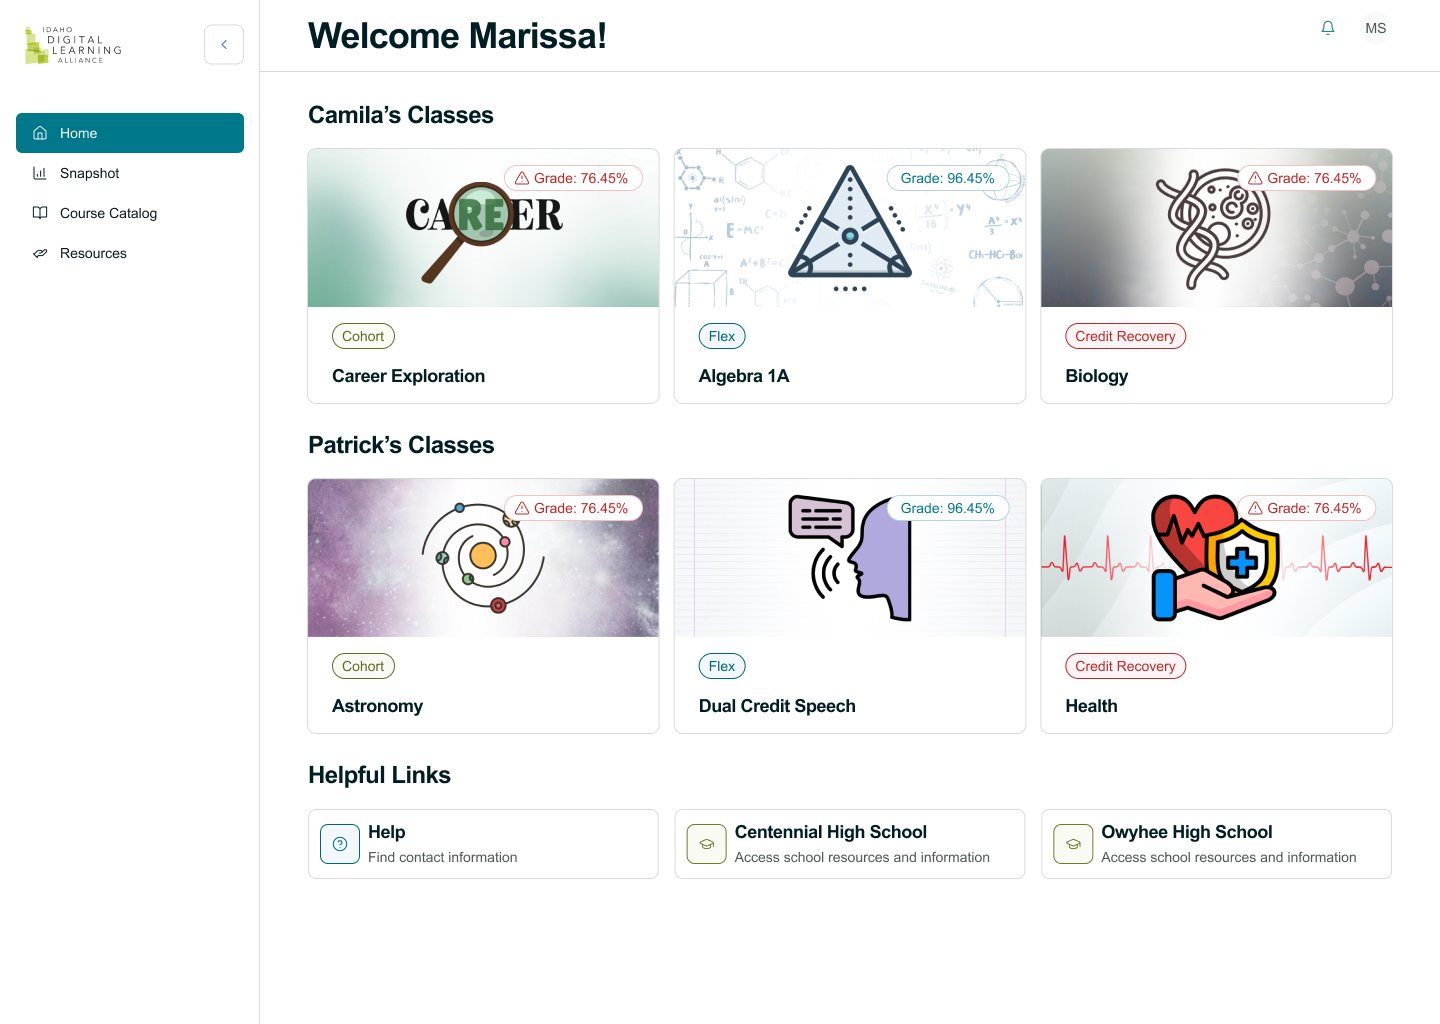 IDAHO
DIGITAL
LEARNING
ALLIANCE
Home
Snapshot
Course Catalog
Resources
Welcome Marissa!
MS
Camila’s Classes
CAREER
Grade: 76.45%
Cohort
Career Exploration
Grade: 96.45%
E=MC²
Flex
Algebra 1A
Grade: 76.45%
Credit Recovery
Biology
Patrick’s Classes
Grade: 76.45%
Cohort
Astronomy
Grade: 96.45%
Flex
Dual Credit Speech
Grade: 76.45%
Credit Recovery
Health
Helpful Links
Help
Find contact information
Centennial High School
Access school resources and information
Owyhee High School
Access school resources and information